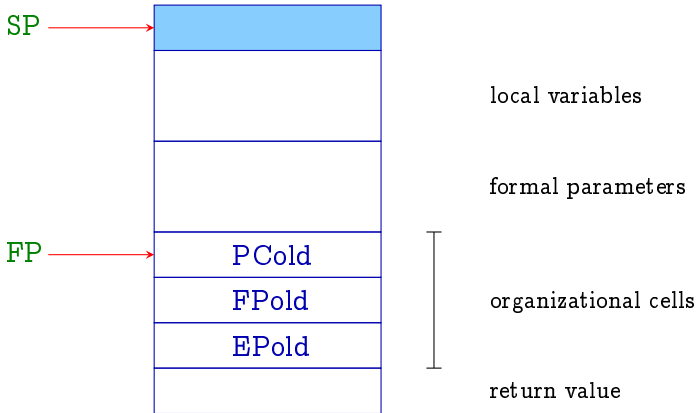 SP
local variables
formal parameters
FP
PCold
FPold
organizational cells
EPold
return value